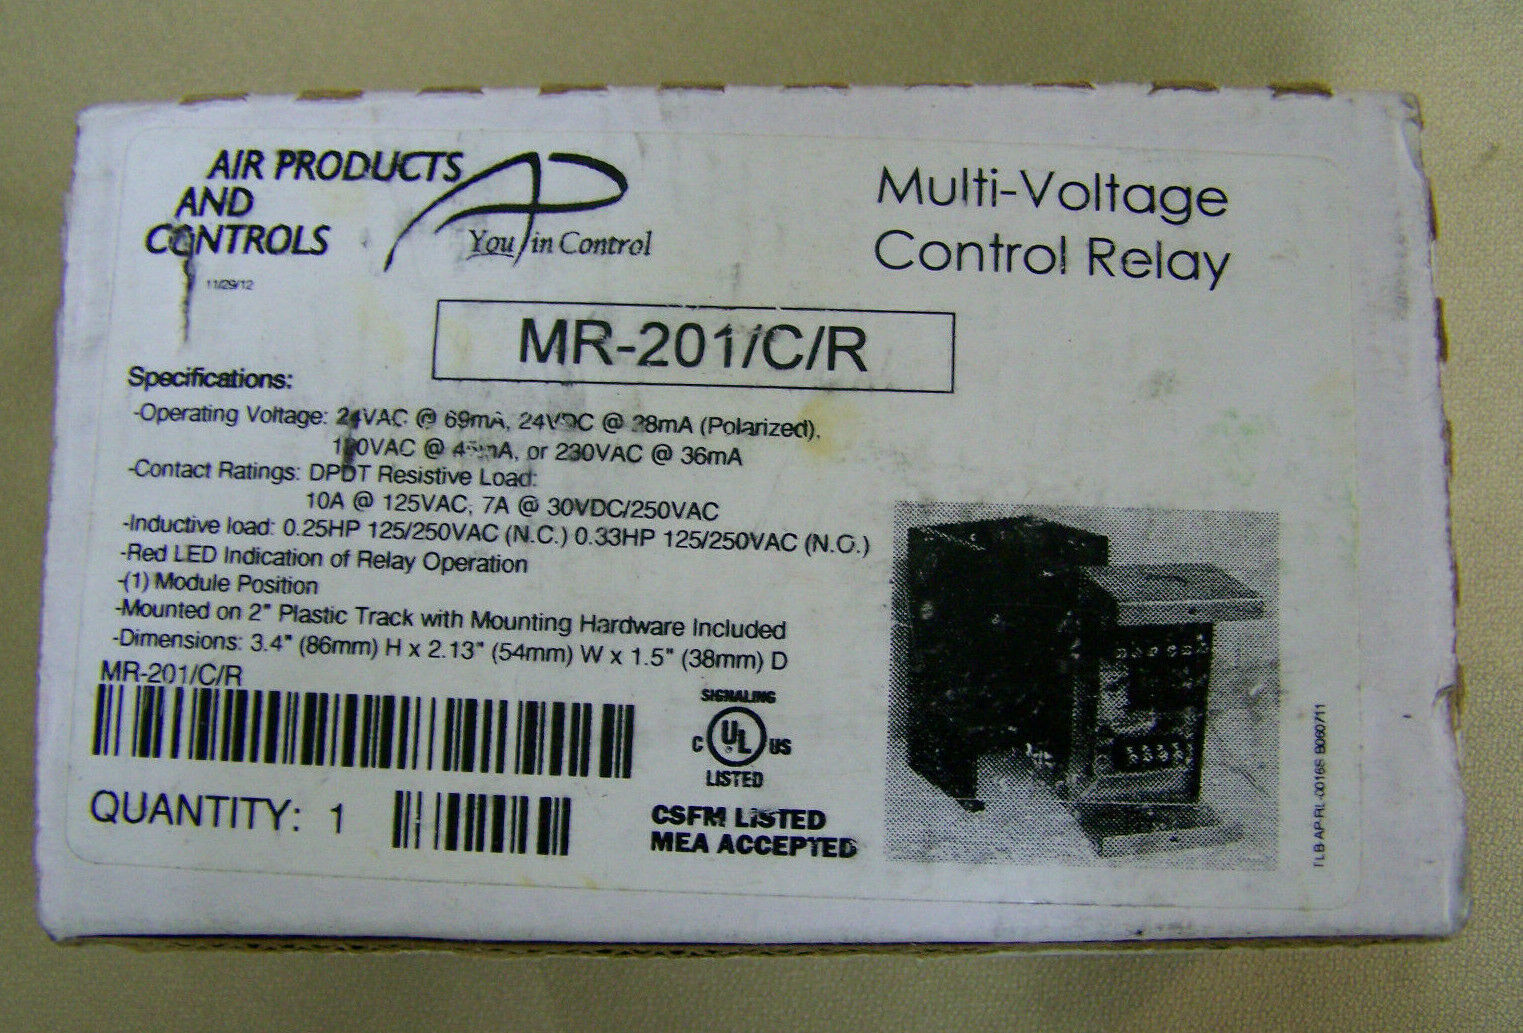 AIR PRODUCTS
AND
CONTROLS
You in Control
11/29/12
Multi-Voltage
Control Relay
MR-201/C/R
Specifications:
-Operating Voltage: 24VAC @ 69mA, 24VDC @ 28mA (Polarized),
VAC @ or 230VAC @ 36mA
-Contact Ratings: DPDT Resistive Load:
10A @ 125VAC, 7A @ 30VDC/250VAC
-Inductive load: 0.25HP 125/250VAC (N.C.) 0.33HP 125/250VAC (N.O.)
-Red LED Indication of Relay Operation
-(1) Module Position
-Mounted on 2" Plastic Track with Mounting Hardware Included
-Dimensions: 3.4" (86mm) H x 2.13" (54mm) W x 1.5" (38mm) D
MR-201/C/R
SIGNALING
C UL US
LISTED
QUANTITY: 1
CSFM LISTED
MEA ACCEPTED